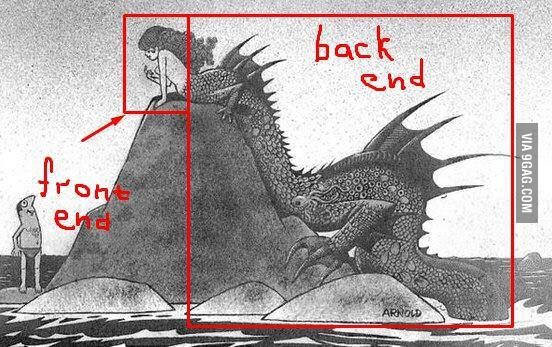 back
end
front
end
VIA 9GAG.COM
ARNOLD